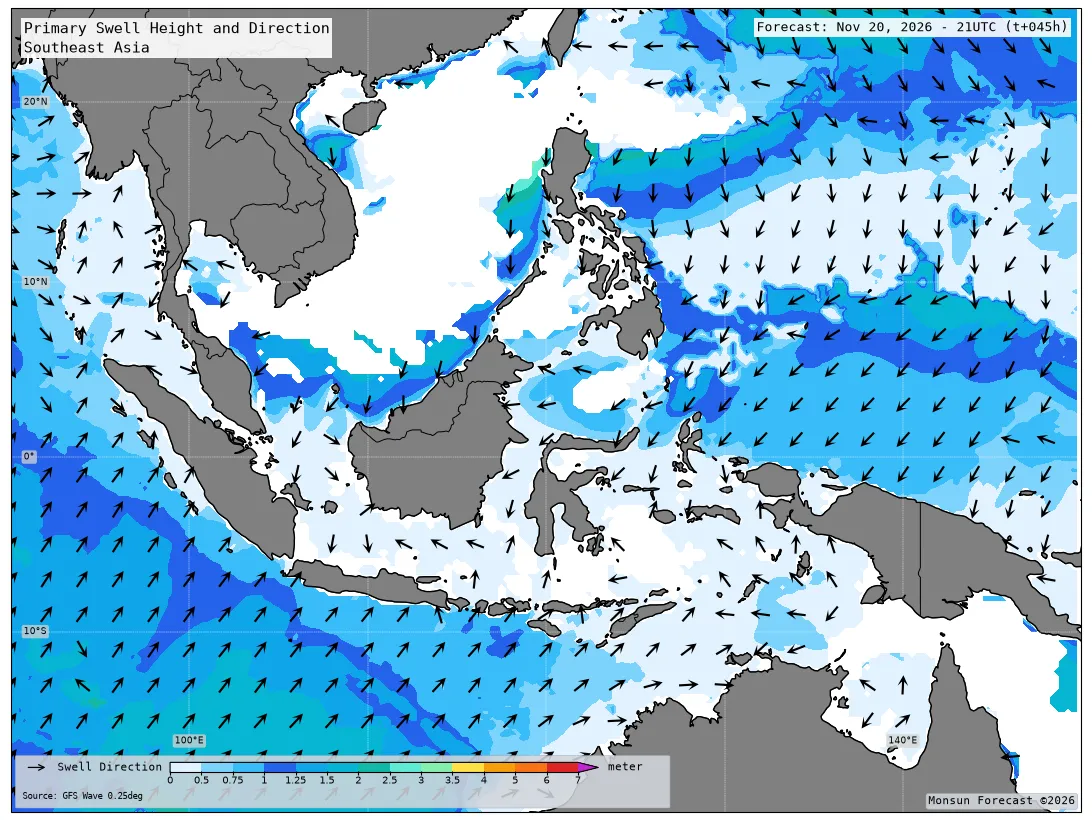 Primary Swell Height and Direction
Southeast Asia
Forecast: Nov 20, 2026 - 21UTC (t+045h)
20°N
10°N
0°
10°S
100°E
140°E
Swell Direction
0 0.5 0.75 1 1.25 1.5 2 2.5 3 3.5 4 5 6 7
meter
Source: GFS Wave 0.25deg
Monsun Forecast ©2026